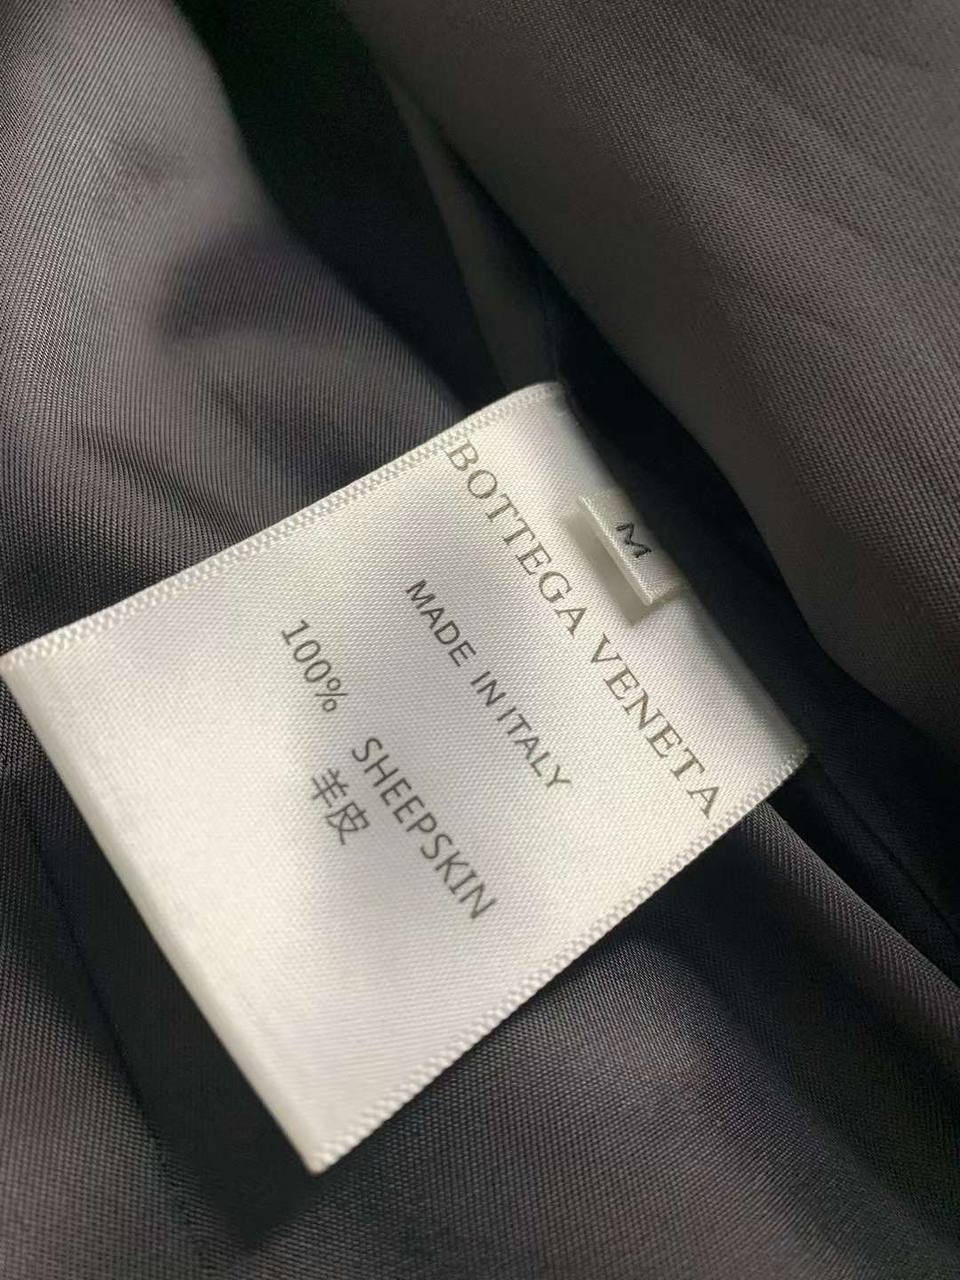 BOTTEGA VENETA
M
MADE IN ITALY
100% SHEEPSKIN
羊皮